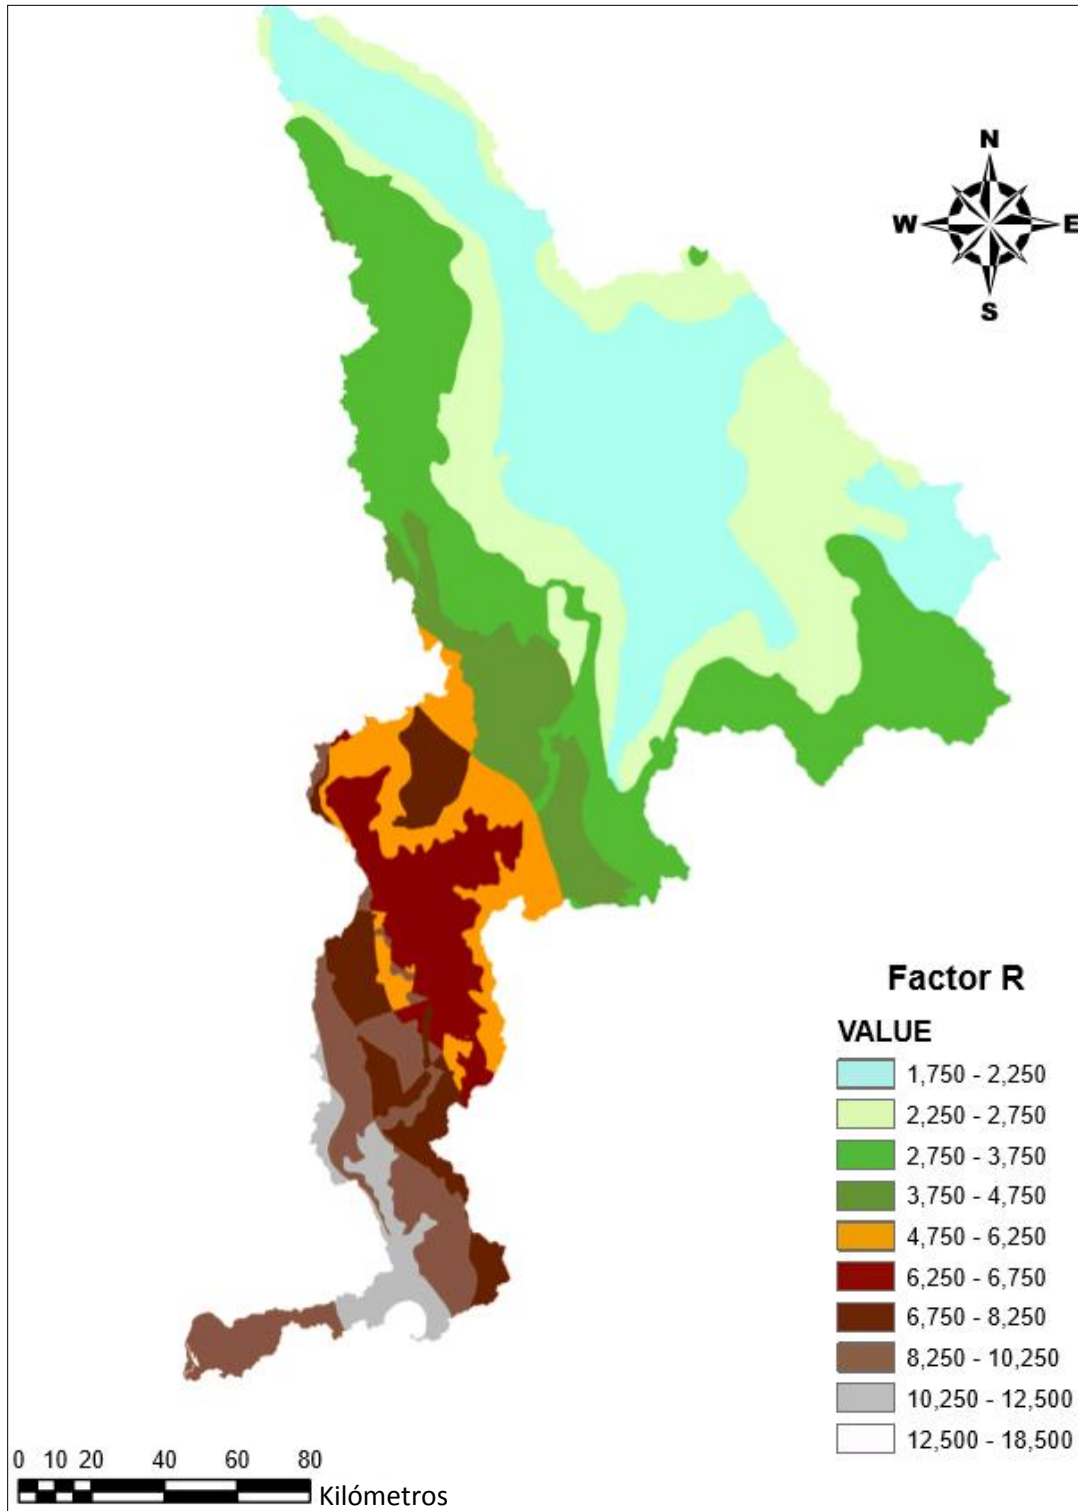 N
W E
S
Factor R
VALUE
1,750 - 2,250
2,250 - 2,750
2,750 - 3,750
3,750 - 4,750
4,750 - 6,250
6,250 - 6,750
6,750 - 8,250
8,250 - 10,250
10,250 - 12,500
12,500 - 18,500
0 10 20 40 60 80
Kilómetros